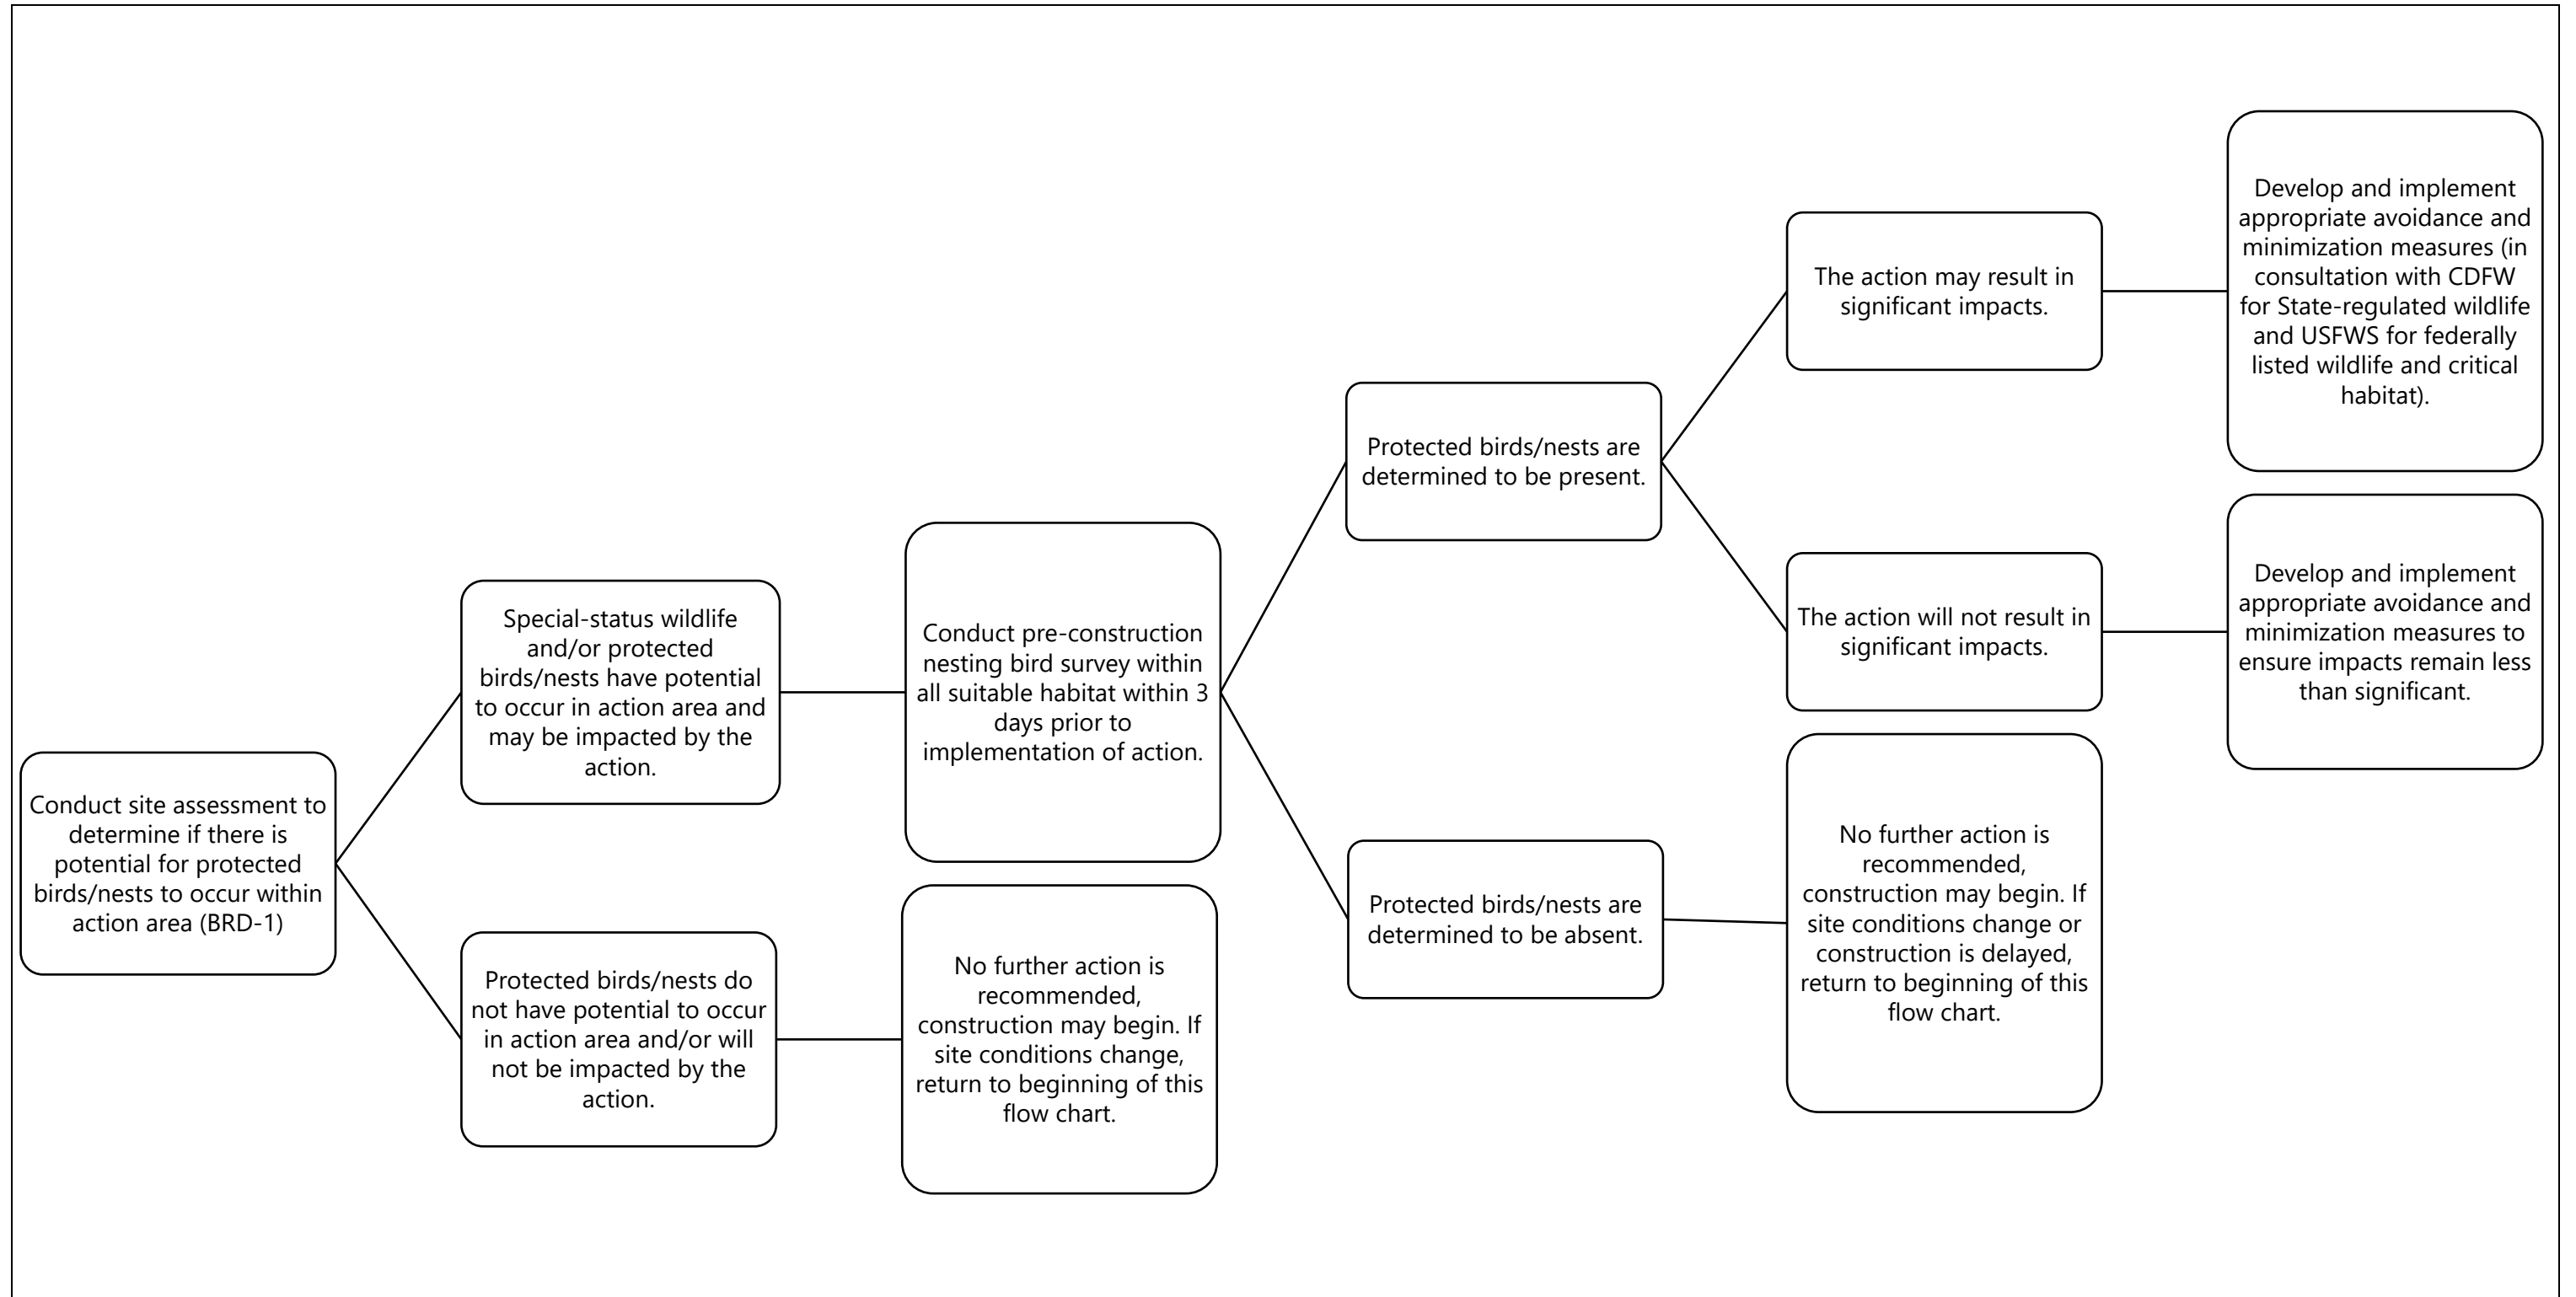 Conduct site assessment to
determine if there is
potential for protected
birds/nests to occur within
action area (BRD-1)
Special-status wildlife
and/or protected
birds/nests have potential
to occur in action area and
may be impacted by the
action.
Protected birds/nests do
not have potential to occur
in action area and/or will
not be impacted by the
action.
Conduct pre-construction
nesting bird survey within
all suitable habitat within 3
days prior to
implementation of action.
No further action is
recommended,
construction may begin. If
site conditions change,
return to beginning of this
flow chart.
Protected birds/nests are
determined to be present.
Protected birds/nests are
determined to be absent.
The action may result in
significant impacts.
The action will not result in
significant impacts.
No further action is
recommended,
construction may begin. If
site conditions change or
construction is delayed,
return to beginning of this
flow chart.
Develop and implement
appropriate avoidance and
minimization measures (in
consultation with CDFW
for State-regulated wildlife
and USFWS for federally
listed wildlife and critical
habitat).
Develop and implement
appropriate avoidance and
minimization measures to
ensure impacts remain less
than significant.